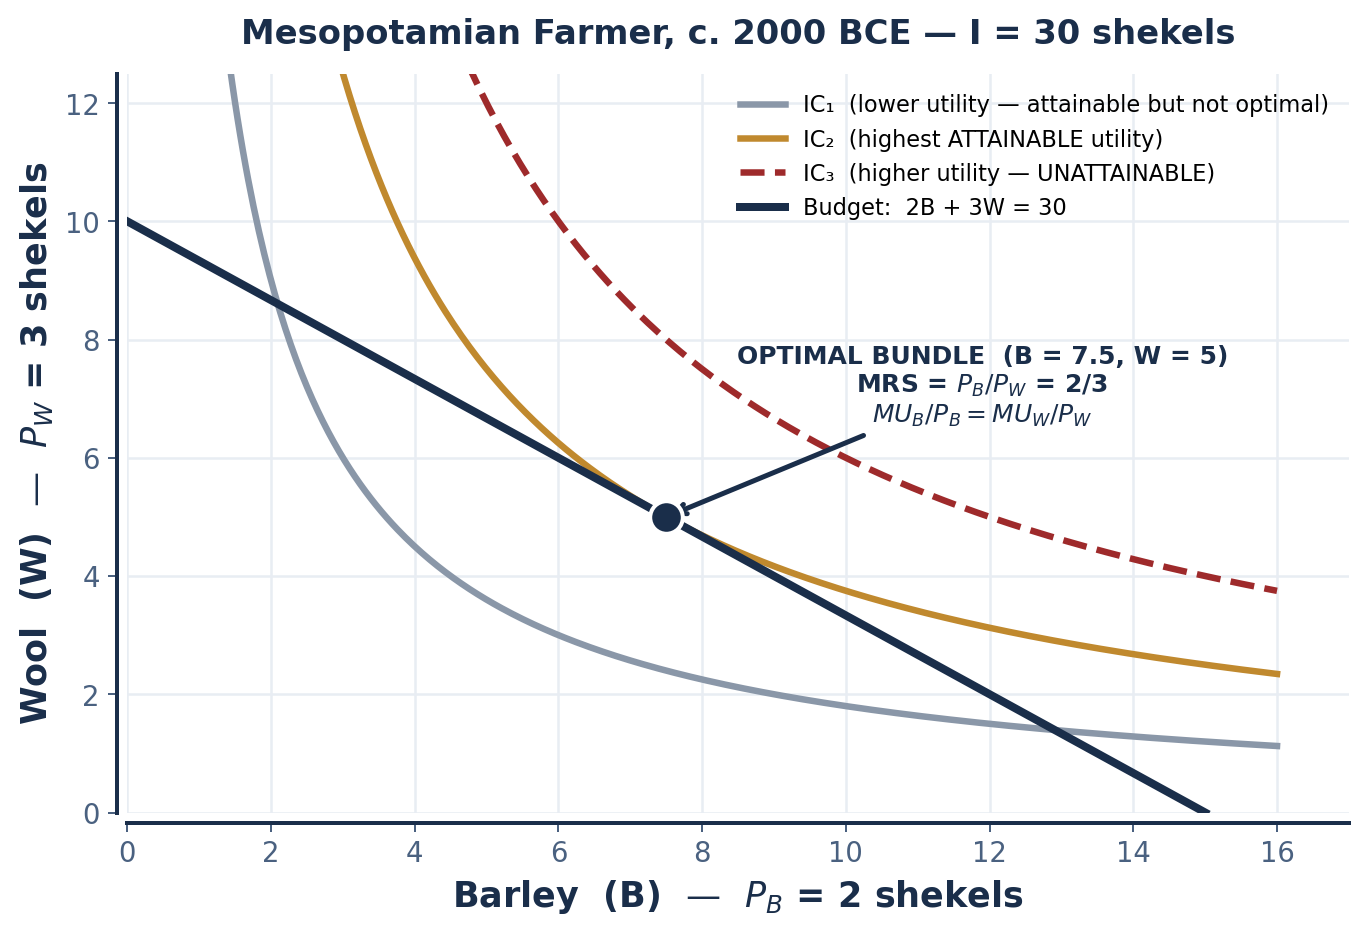 Mesopotamian Farmer, c. 2000 BCE — I = 30 shekels
IC₁ (lower utility — attainable but not optimal)
IC₂ (highest ATTAINABLE utility)
IC₃ (higher utility — UNATTAINABLE)
Budget: 2B + 3W = 30
OPTIMAL BUNDLE (B = 7.5, W = 5)
MRS = P_B/P_W = 2/3
MU_B/P_B = MU_W/P_W
Wool (W) — P_W = 3 shekels
12
10
8
6
4
2
0
0 2 4 6 8 10 12 14 16
Barley (B) — P_B = 2 shekels